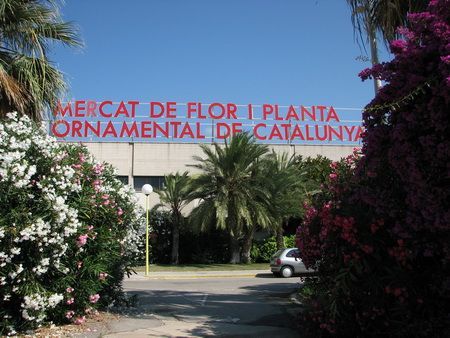 MERCAT DE FLOR I PLANTA
ORNAMENTAL DE CATALUNYA